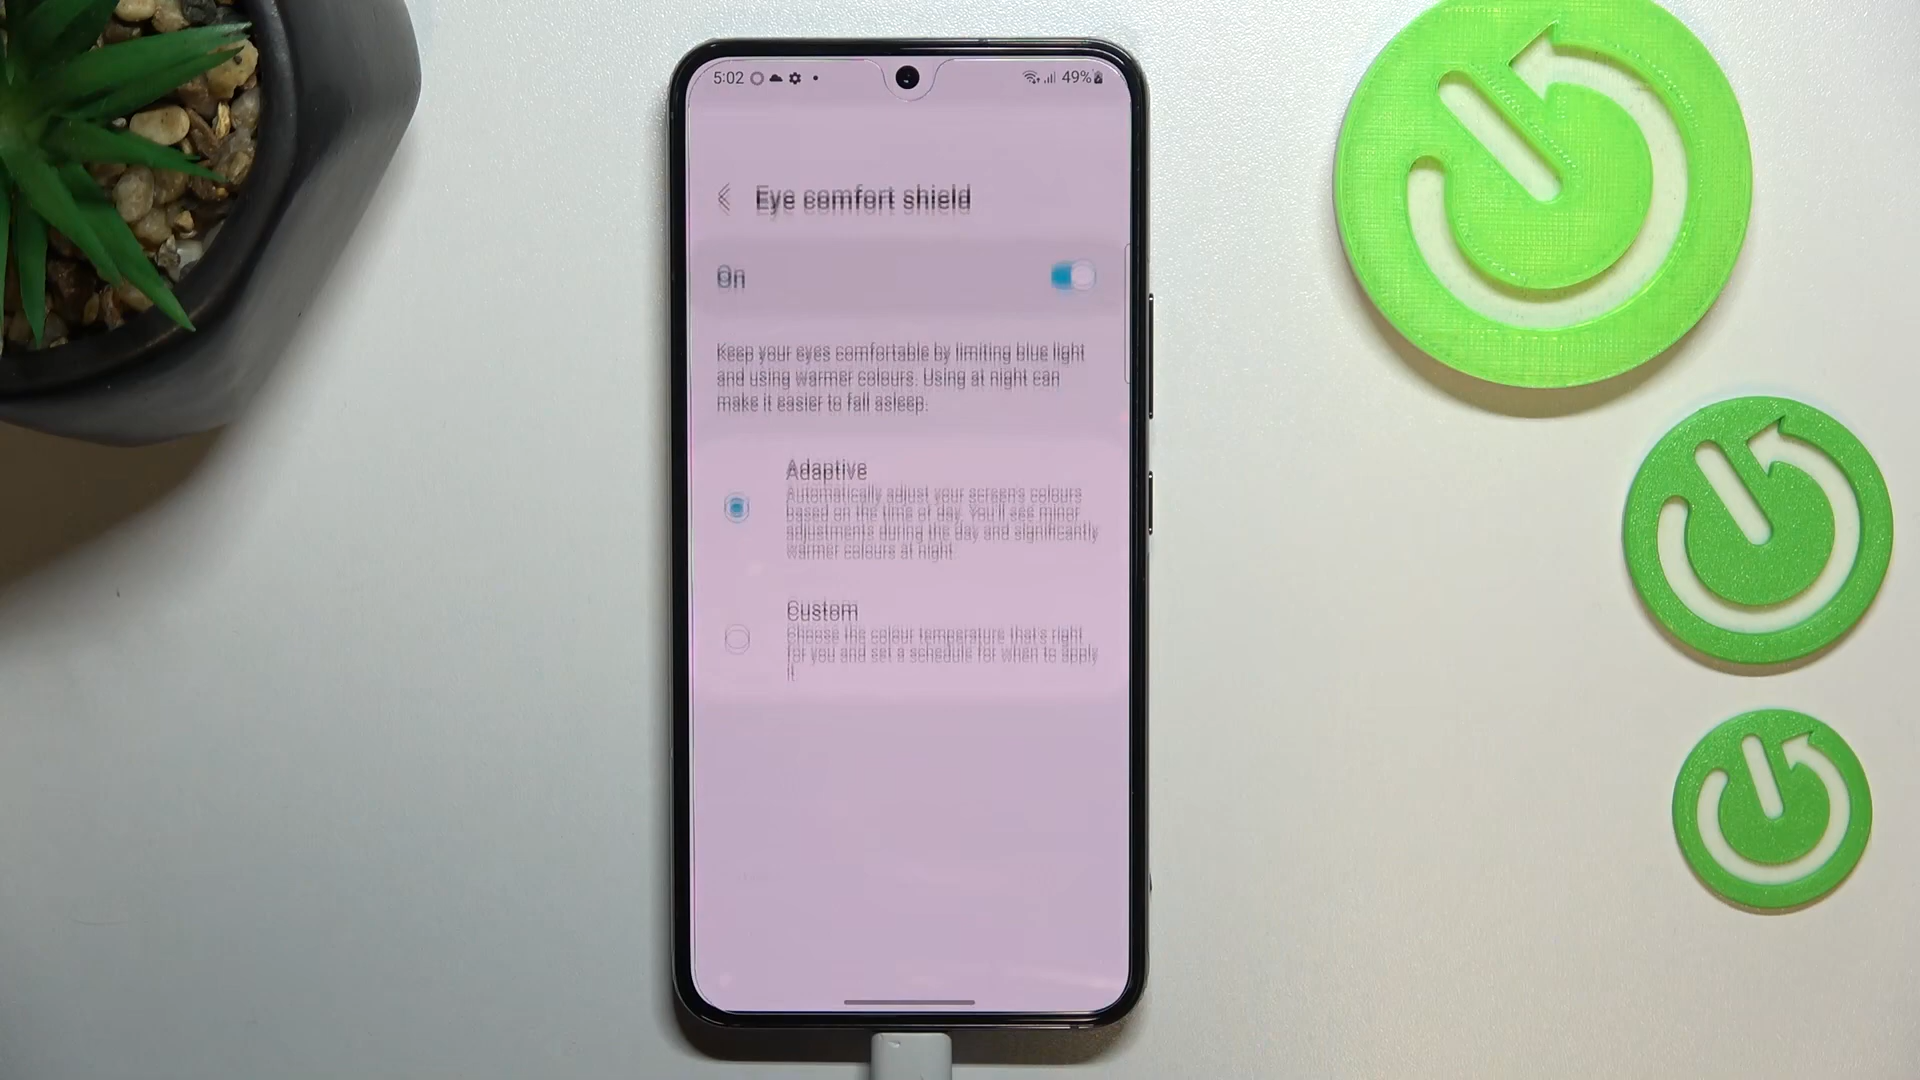 5:02
49%
Eye comfort shield
On
Keep your eyes comfortable by limiting blue light
and using warmer colours. Using at night can
make it easier to fall asleep.
Adaptive
Automatically adjust your screen's colours
based on the time of day. You'll see minor
adjustments during the day and significantly
warmer colours at night.
Custom
Choose the colour temperature that's right
for you and set a schedule for when to apply
it.